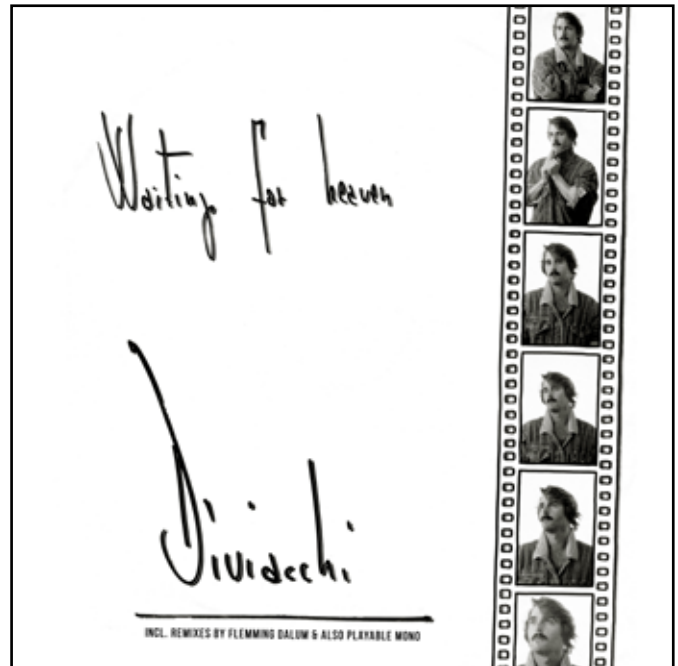 Waiting for heaven
Dividechi
INCL. REMIXES BY FLEMMING DALUM & ALSO PLAYABLE MONO